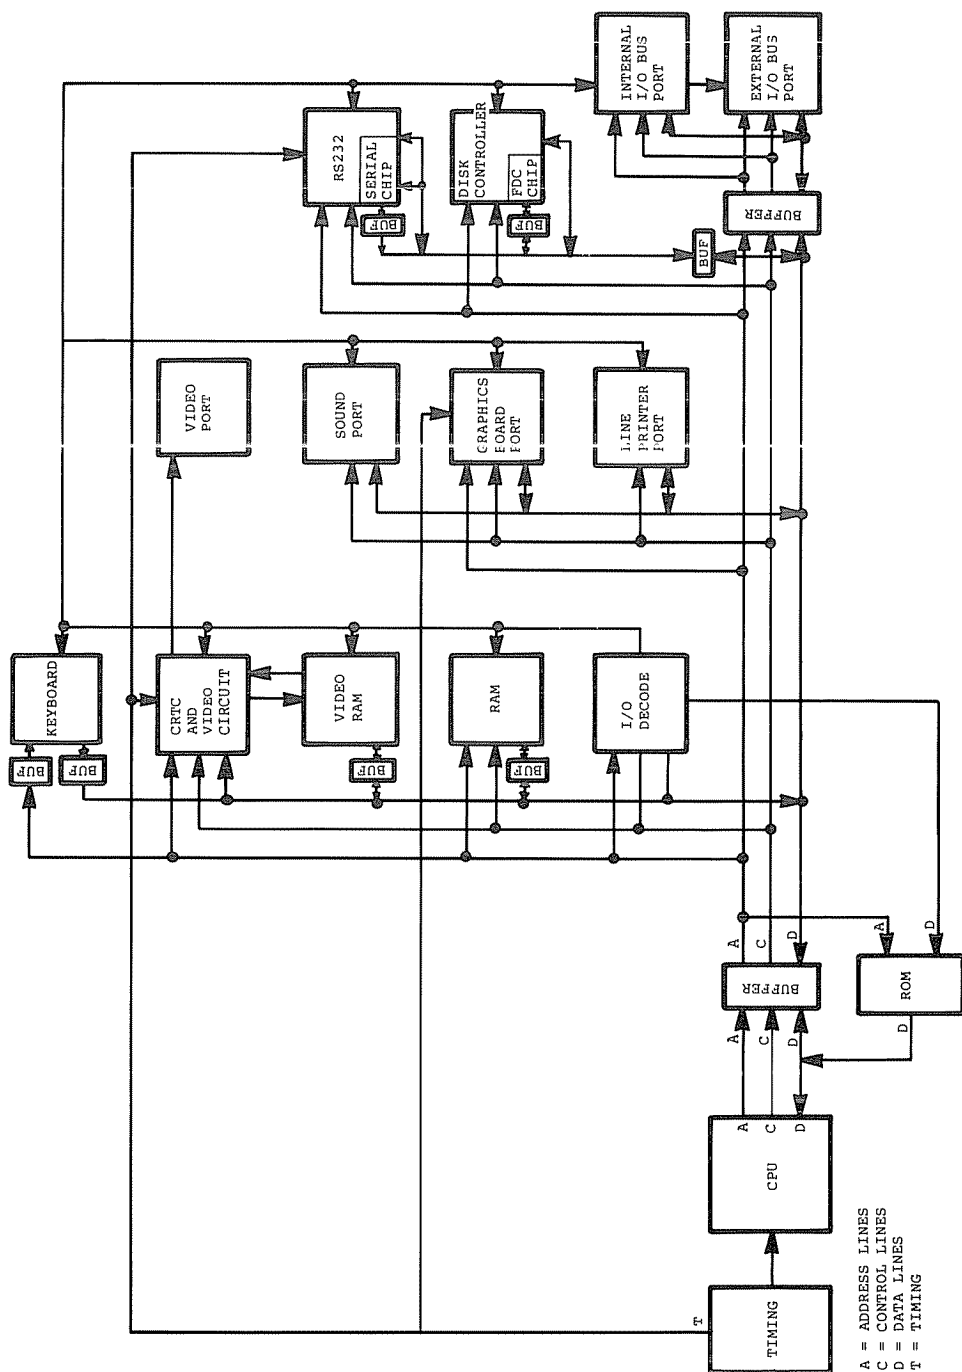 KEYBOARD
BUF
BUF
CRTC
AND
VIDEO
CIRCUIT
VIDEO
RAM
BUF
RAM
BUF
I/O
DECODE
VIDEO
PORT
SOUND
PORT
GRAPHICS
BOARD
PORT
LINE
PRINTER
PORT
RS232
SERIAL
CHIP
BUF
DISK
CONTROLLER
FDC
CHIP
BUF
BUF
INTERNAL
I/O BUS
PORT
EXTERNAL
I/O BUS
PORT
BUFFER
T
TIMING
CPU
A
C
D
A
C
D
BUFFER
A
C
D
A
D
ROM
D
A = ADDRESS LINES
C = CONTROL LINES
D = DATA LINES
T = TIMING